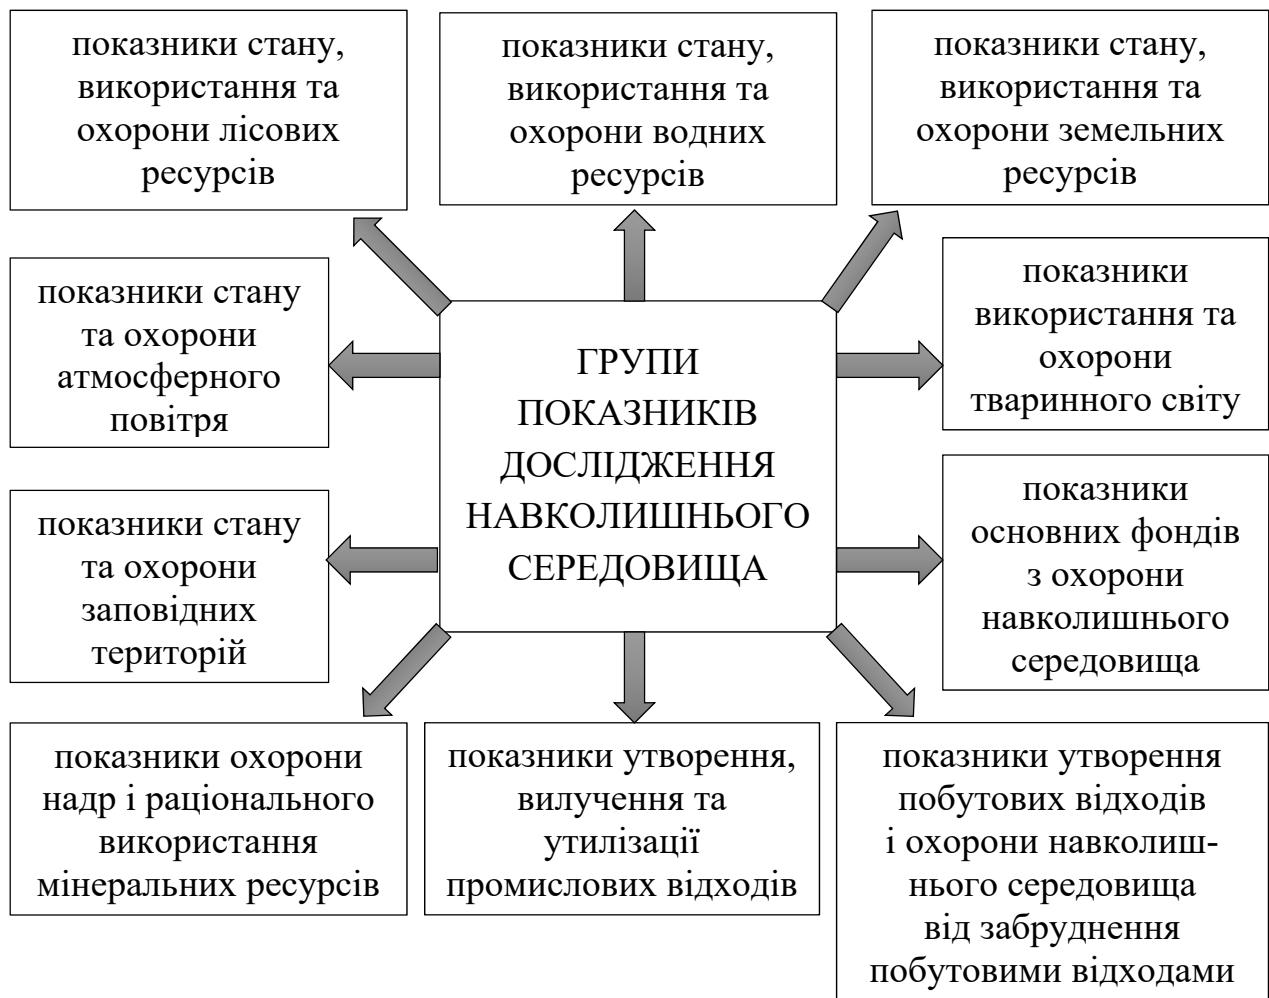 показники стану,
використання та
охорони лісових
ресурсів
показники стану,
використання та
охорони водних
ресурсів
показники стану,
використання та
охорони земельних
ресурсів
показники стану
та охорони
атмосферного
повітря
ГРУПИ
ПОКАЗНИКІВ
ДОСЛІДЖЕННЯ
НАВКОЛИШНЬОГО
СЕРЕДОВИЩА
показники
використання та
охорони
тваринного світу
показники стану
та охорони
заповідних
територій
показники
основних фондів
з охорони
навколишнього
середовища
показники охорони
надр і раціонального
використання
мінеральних ресурсів
показники утворення,
вилучення та
утилізації
промислових відходів
показники утворення
побутових відходів
і охорони навколиш-
нього середовища
від забруднення
побутовими відходами